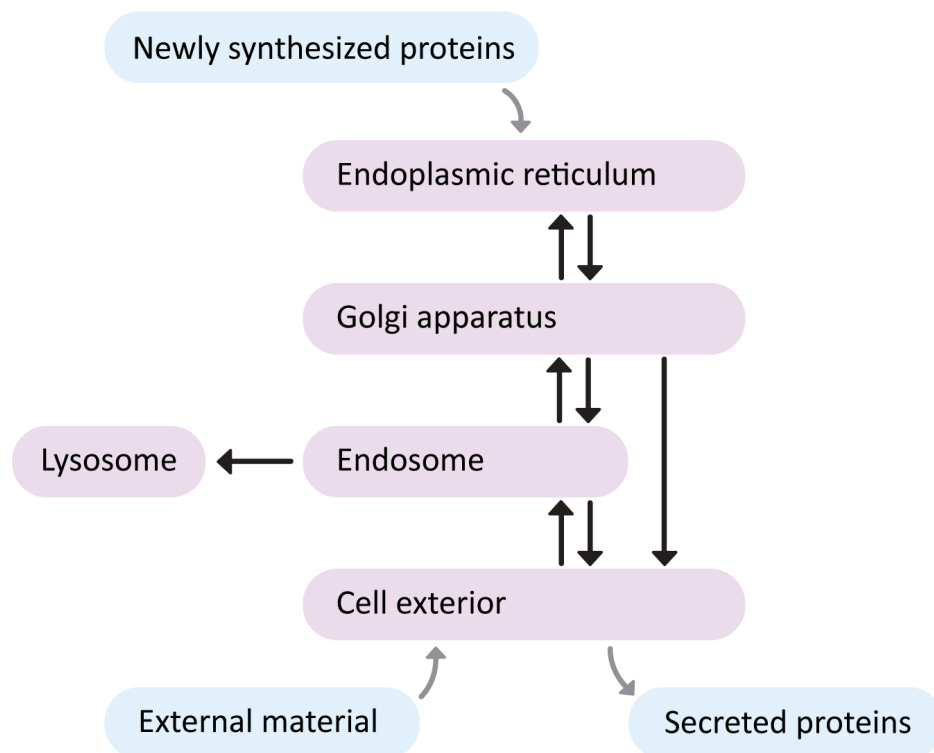 Newly synthesized proteins
Endoplasmic reticulum
Golgi apparatus
Lysosome
Endosome
Cell exterior
External material
Secreted proteins